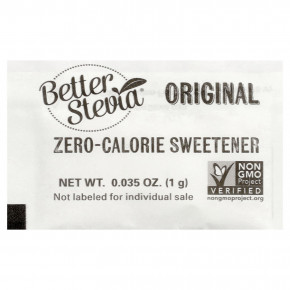 Better
Stevia®
ORIGINAL
ZERO-CALORIE SWEETENER
NET WT. 0.035 OZ. (1 g)
Not labeled for individual sale
NON
GMO
Project
VERIFIED
nongmoproject.org